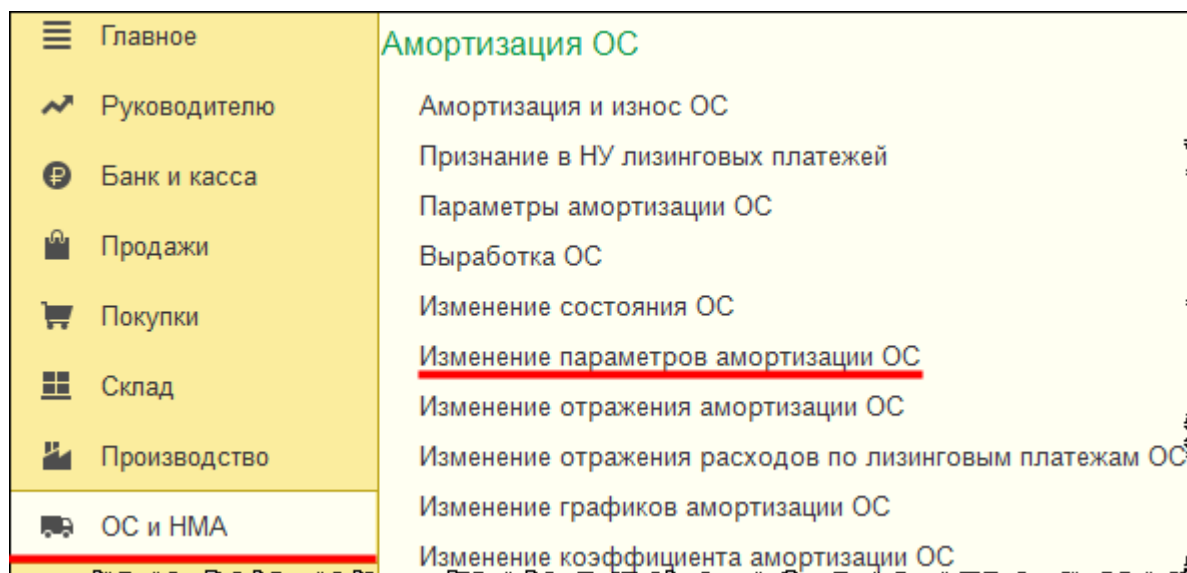 Главное
Руководителю
Банк и касса
Продажи
Покупки
Склад
Производство
ОС и НМА
Амортизация ОС
Амортизация и износ ОС
Признание в НУ лизинговых платежей
Параметры амортизации ОС
Выработка ОС
Изменение состояния ОС
Изменение параметров амортизации ОС
Изменение отражения амортизации ОС
Изменение отражения расходов по лизинговым платежам ОС
Изменение графиков амортизации ОС
Изменение коэффициента амортизации ОС